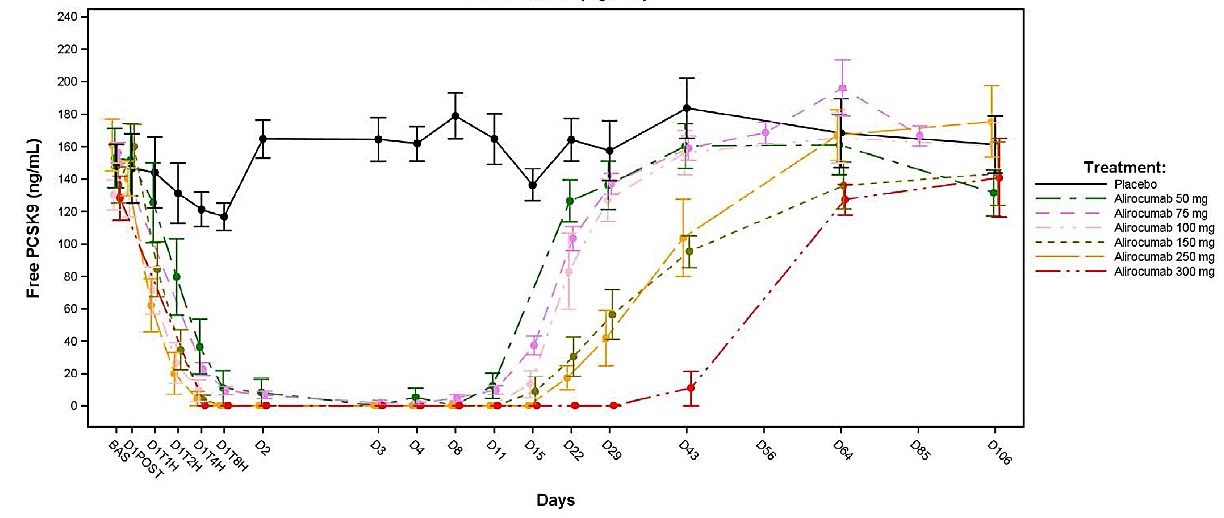 240
220
200
180
160
140
120
100
80
60
40
20
0
Free PCSK9 (ng/mL)
BAS
D1POST
D1T1H
D1T2H
D1T4H
D1T8H
D2
D3
D4
D8
D11
D15
D22
D29
D43
D56
D64
D85
D106
Days
Treatment:
Placebo
Alirocumab 50 mg
Alirocumab 75 mg
Alirocumab 100 mg
Alirocumab 150 mg
Alirocumab 250 mg
Alirocumab 300 mg